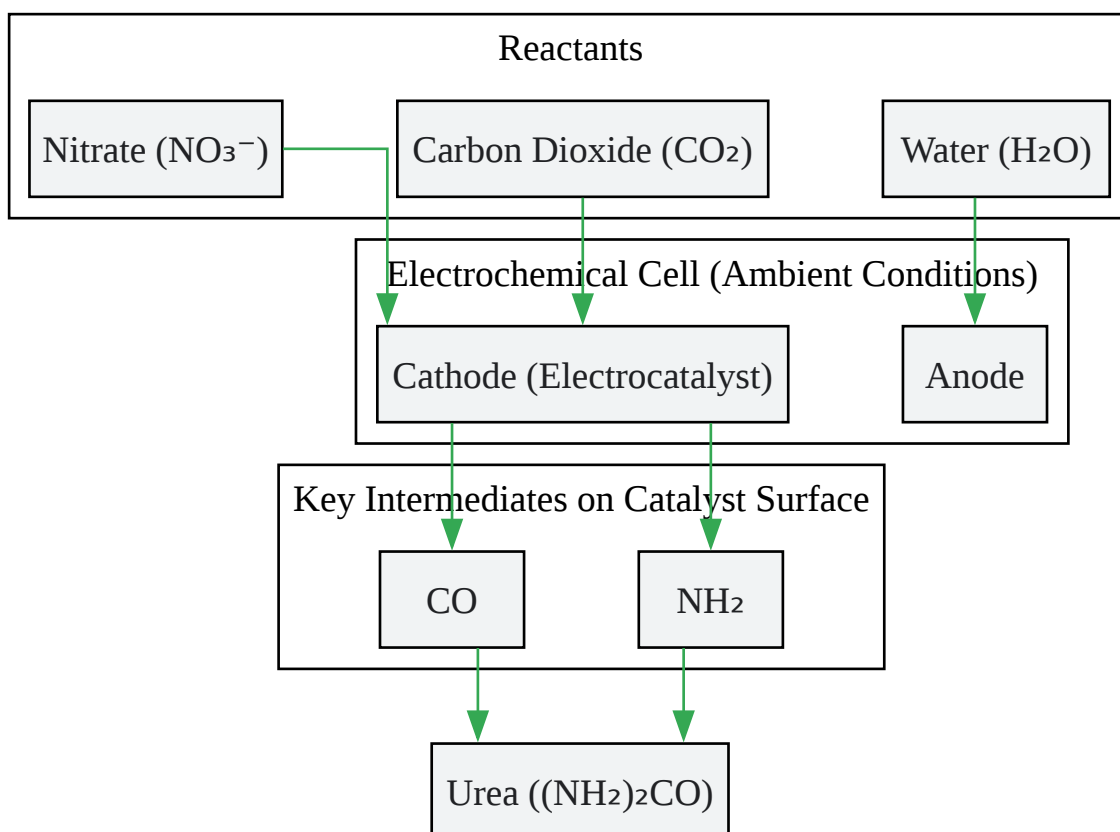 Reactants
Nitrate (NO₃⁻)
Carbon Dioxide (CO₂)
Water (H₂O)
Electrochemical Cell (Ambient Conditions)
Cathode (Electrocatalyst)
Anode
Key Intermediates on Catalyst Surface
CO
NH₂
Urea ((NH₂)₂CO)